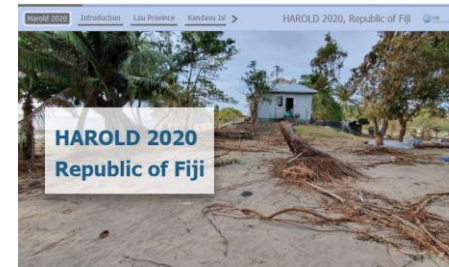 Harold 2020 Introduction Lau Province Kandavu Isl > HAROLD 2020, Republic of Fiji
HAROLD 2020
Republic of Fiji